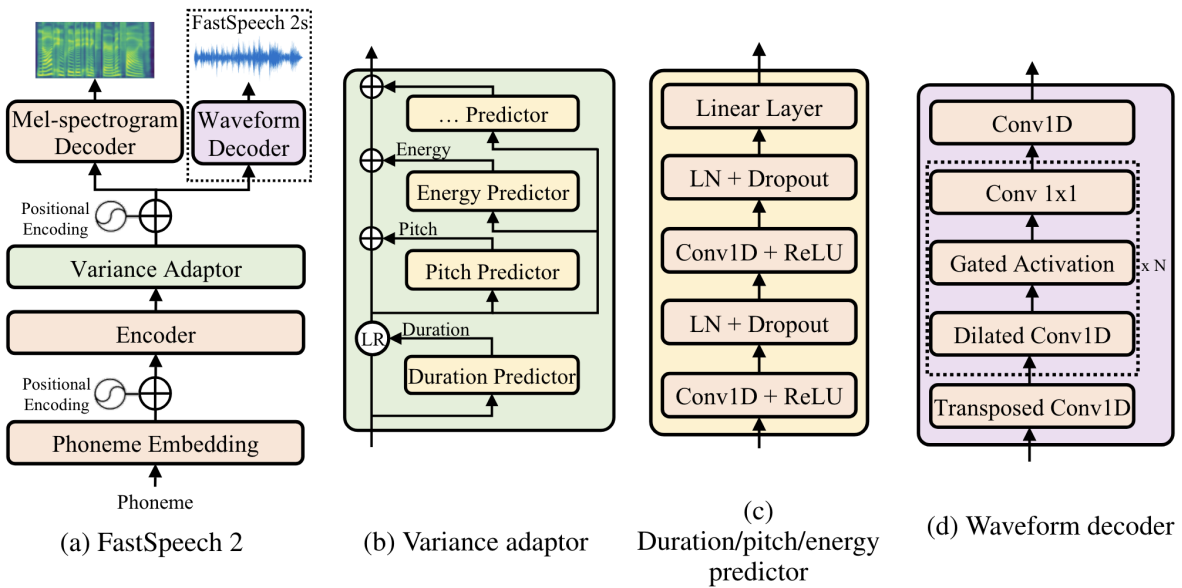 FastSpeech 2s
Mel-spectrogram
Decoder
Waveform
Decoder
Positional
Encoding
Variance Adaptor
Encoder
Positional
Encoding
Phoneme Embedding
Phoneme
(a) FastSpeech 2
... Predictor
Energy
Energy Predictor
Pitch
Pitch Predictor
LR
Duration
Duration Predictor
(b) Variance adaptor
Linear Layer
LN + Dropout
Conv1D + ReLU
LN + Dropout
Conv1D + ReLU
(c)
Duration/pitch/energy
predictor
Conv1D
Conv 1x1
Gated Activation
x N
Dilated Conv1D
Transposed Conv1D
(d) Waveform decoder